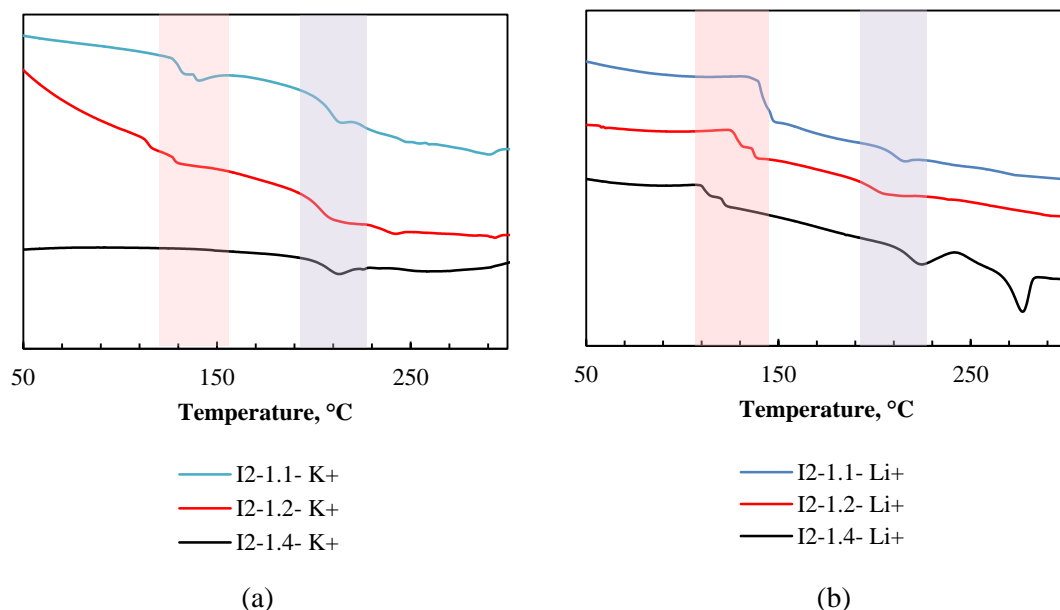 50 150 250
Temperature, °C
I2-1.1- K+
I2-1.2- K+
I2-1.4- K+
(a)
50 150 250
Temperature, °C
I2-1.1- Li+
I2-1.2- Li+
I2-1.4- Li+
(b)